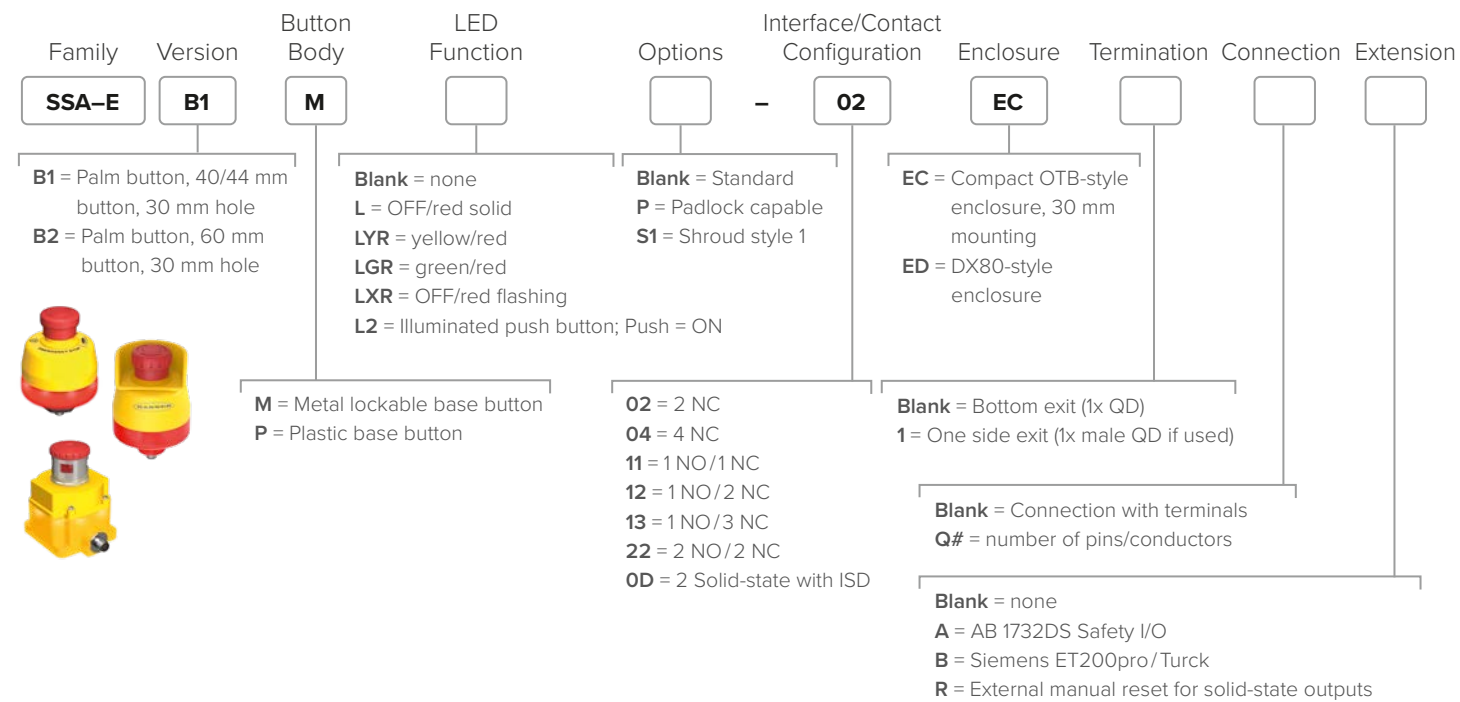 Family
Version
Button
Body
LED
Function
Options
Interface/Contact
Configuration
Enclosure
Termination
Connection
Extension
SSA–E
B1
M
–
02
EC
B1 = Palm button, 40/44 mm
button, 30 mm hole
B2 = Palm button, 60 mm
button, 30 mm hole
Blank = none
L = OFF/red solid
LYR = yellow/red
LGR = green/red
LXR = OFF/red flashing
L2 = Illuminated push button; Push = ON
Blank = Standard
P = Padlock capable
S1 = Shroud style 1
EC = Compact OTB-style
enclosure, 30 mm
mounting
ED = DX80-style
enclosure
M = Metal lockable base button
P = Plastic base button
02 = 2 NC
04 = 4 NC
11 = 1 NO/1 NC
12 = 1 NO/2 NC
13 = 1 NO/3 NC
22 = 2 NO/2 NC
0D = 2 Solid-state with ISD
Blank = Bottom exit (1x QD)
1 = One side exit (1x male QD if used)
Blank = Connection with terminals
Q# = number of pins/conductors
Blank = none
A = AB 1732DS Safety I/O
B = Siemens ET200pro/Turck
R = External manual reset for solid-state outputs